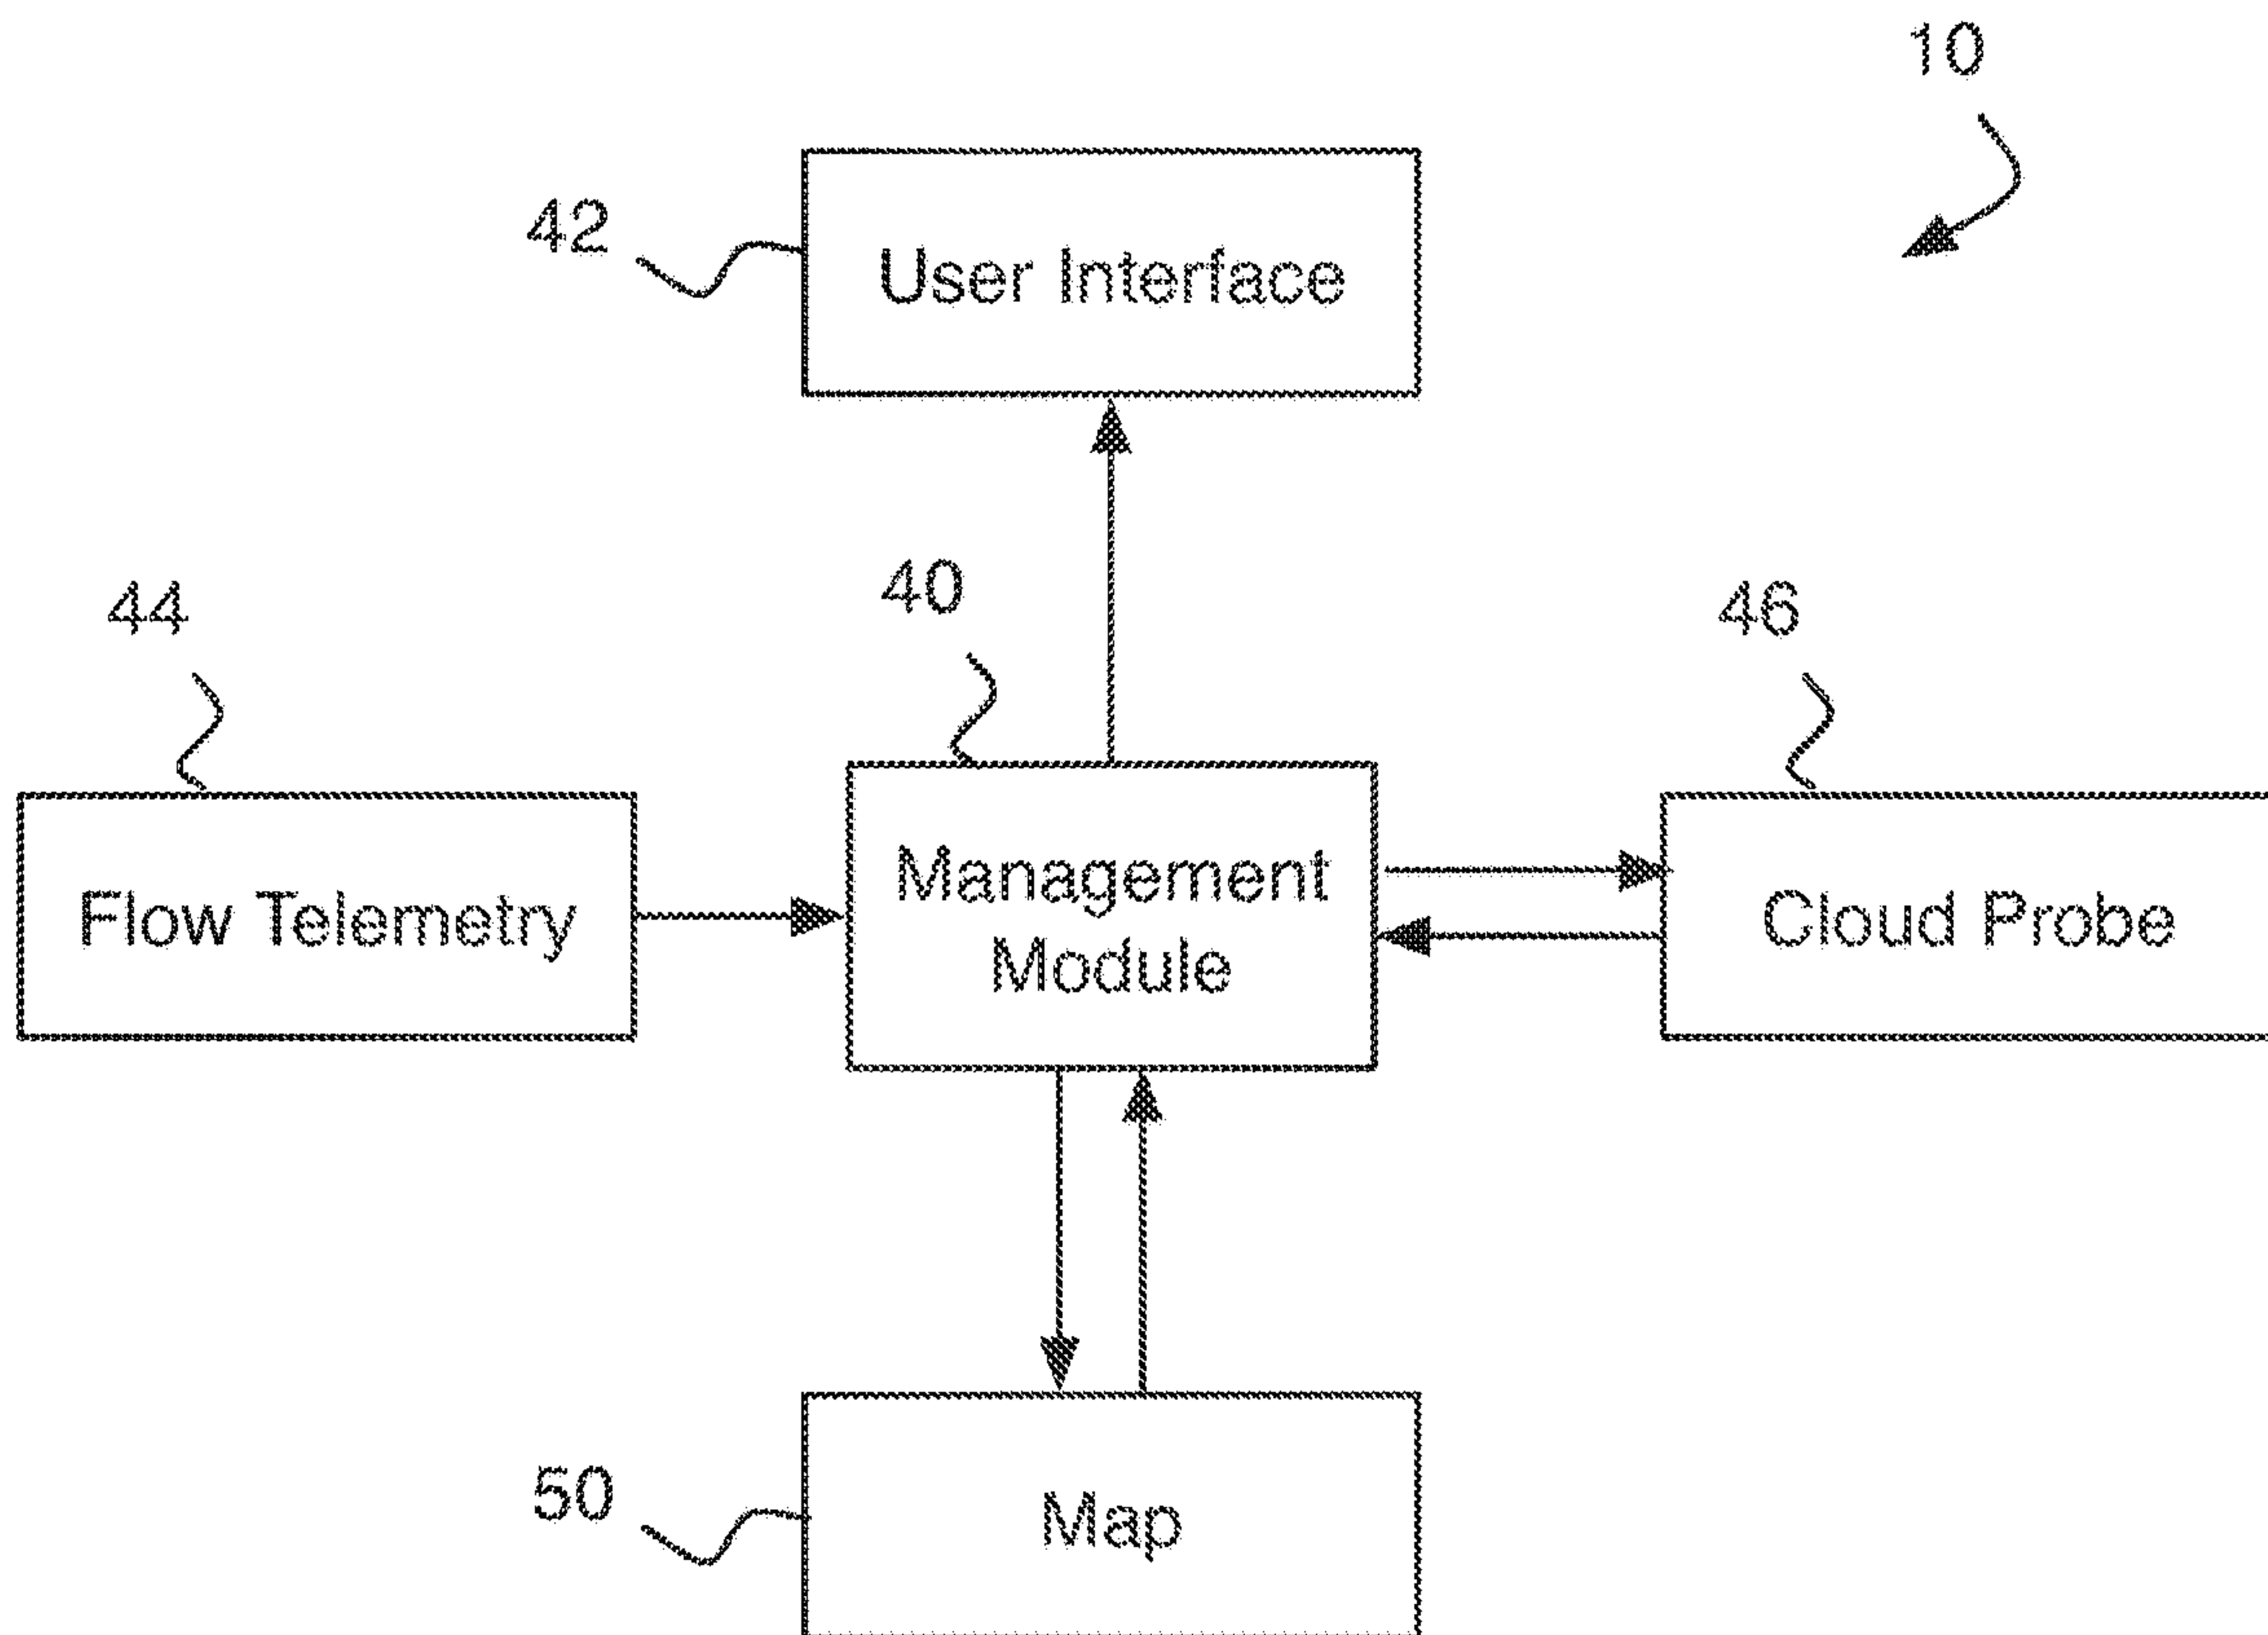 10
42
User Interface
44
40
46
Flow Telemetry
Management
Module
Cloud Probe
50
Map